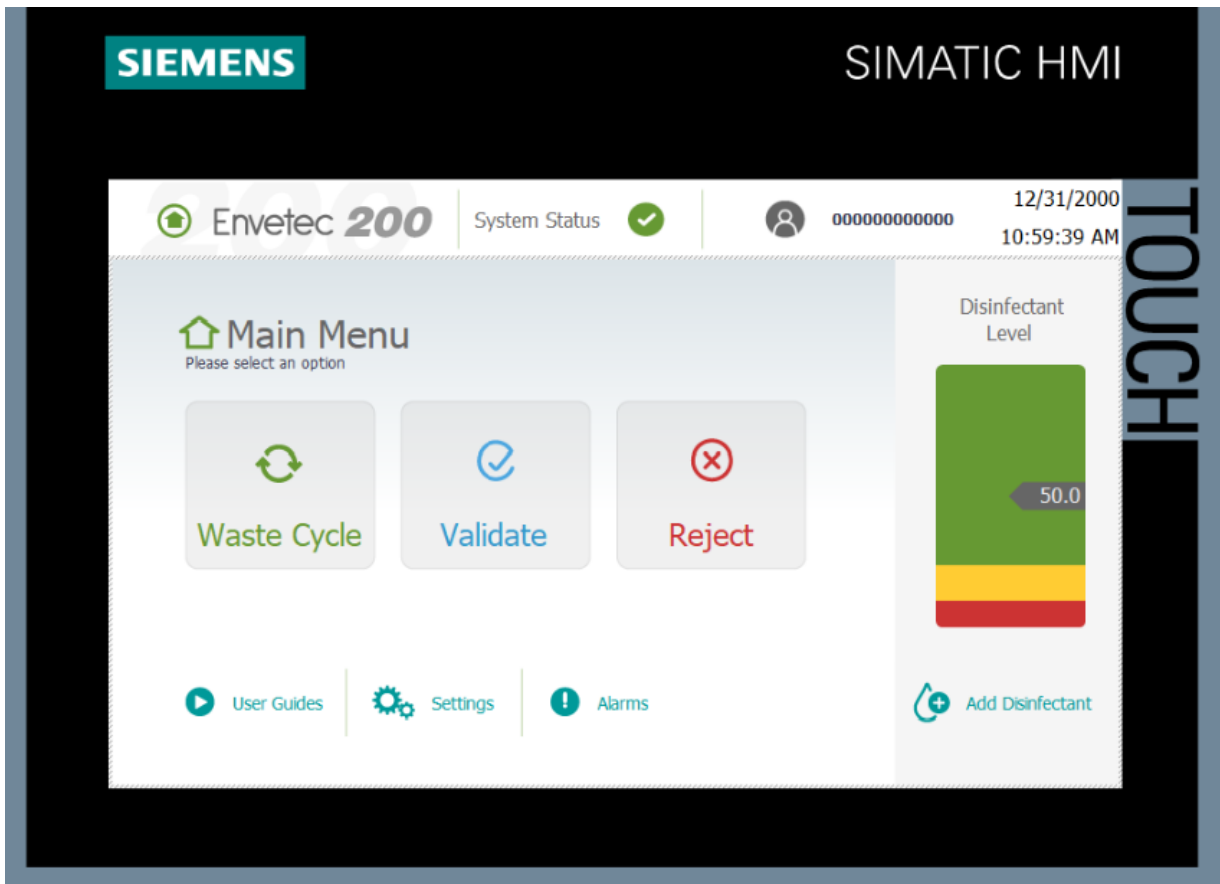 SIEMENS
SIMATIC HMI
TOUCH
200
Envetec 200
System Status
000000000000
12/31/2000
10:59:39 AM
Main Menu
Please select an option
Waste Cycle
Validate
Reject
Disinfectant
Level
50.0
User Guides
Settings
Alarms
Add Disinfectant